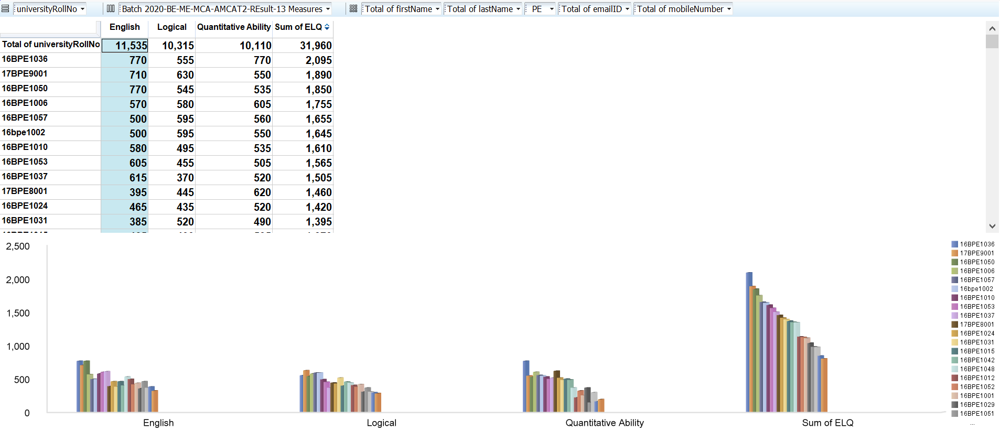 universityRollNo Batch 2020-BE-ME-MCA-AMCAT2-REsult-13 Measures Total of firstName Total of lastName PE Total of emailID Total of mobileNumber
English Logical Quantitative Ability Sum of ELQ
Total of universityRollNo 11,535 10,315 10,110 31,960
16BPE1036 770 555 770 2,095
17BPE9001 710 630 550 1,890
16BPE1050 770 545 535 1,850
16BPE1006 570 580 605 1,755
16BPE1057 500 595 560 1,655
16bpe1002 500 595 550 1,645
16BPE1010 580 495 535 1,610
16BPE1053 605 455 505 1,565
16BPE1037 615 370 520 1,505
17BPE8001 395 445 620 1,460
16BPE1024 465 435 520 1,420
16BPE1031 385 520 490 1,395
2,500
2,000
1,500
1,000
500
0
English Logical Quantitative Ability Sum of ELQ
16BPE1036
17BPE9001
16BPE1050
16BPE1006
16BPE1057
16bpe1002
16BPE1010
16BPE1053
16BPE1037
17BPE8001
16BPE1024
16BPE1031
16BPE1015
16BPE1042
16BPE1048
16BPE1012
16BPE1052
16BPE1001
16BPE1029
16BPE1051
...